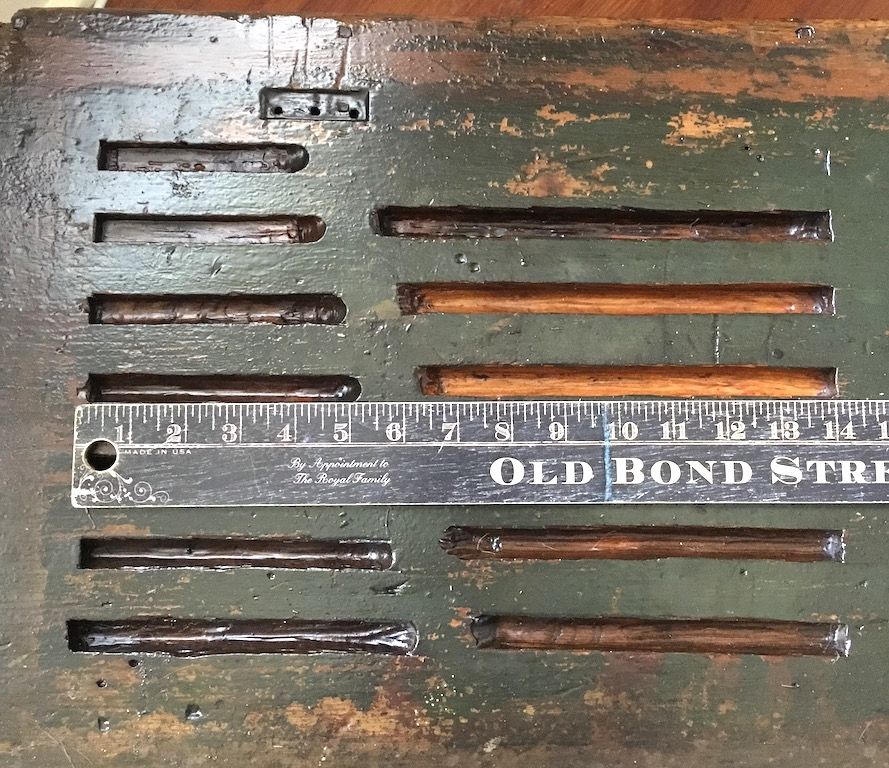 1 2 3 4 5 6 7 8 9 10 11 12 13 14 1
MADE IN USA
By Appointment to
The Royal Family
OLD BOND STRE